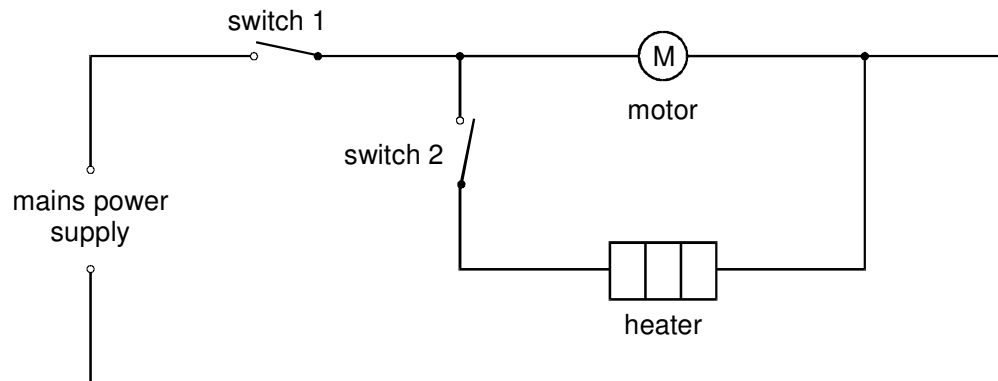 switch 1
M
motor
switch 2
mains power
supply
heater